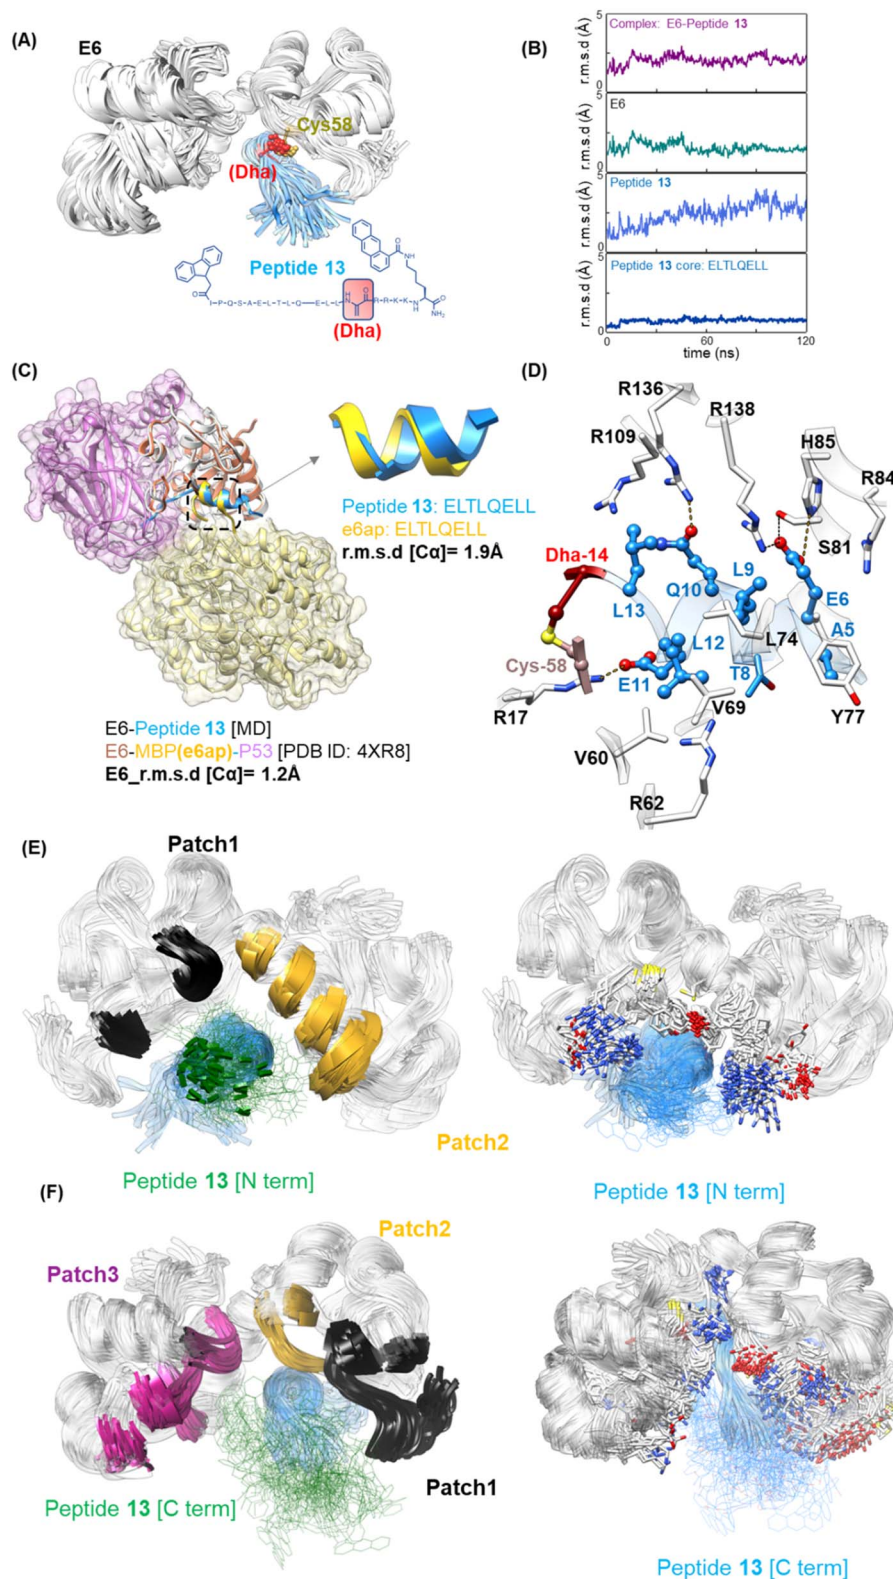 (A)
E6
Cys58
(Dha)
Peptide 13
I-P-Q-S-A-E-L-T-L-Q-E-L-L
R-R-K-K
O
O
N
H
O
O
NH
N
H
O
NH₂
(Dha)
(B)
Complex: E6-Peptide 13
r.m.s.d (Å)
5
0
E6
r.m.s.d (Å)
5
0
Peptide 13
r.m.s.d (Å)
5
0
Peptide 13 core: ELTLQELL
r.m.s.d (Å)
5
0
0
60
120
time (ns)
(C)
Peptide 13: ELTLQELL
e6ap: ELTLQELL
r.m.s.d [Cα]= 1.9Å
E6-Peptide 13 [MD]
E6-MBP(e6ap)-P53 [PDB ID: 4XR8]
E6_r.m.s.d [Cα]= 1.2Å
(D)
R136
R109
R138
H85
R84
S81
Dha-14
L9
L13
Q10
E6
L12
L74
A5
Cys-58
T8
E11
R17
V69
Y77
V60
R62
(E)
Patch1
Patch2
Peptide 13 [N term]
Peptide 13 [N term]
(F)
Patch2
Patch3
Peptide 13 [C term]
Patch1
Peptide 13 [C term]